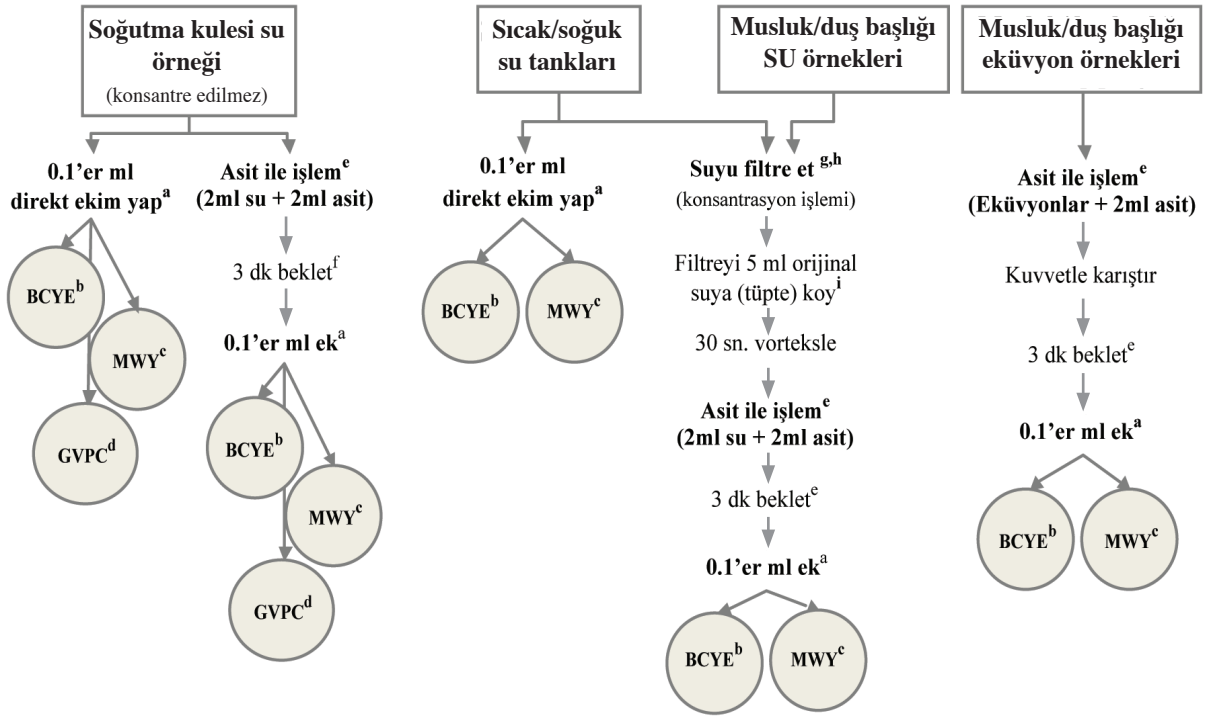 Soğutma kulesi su
örneği
(konsantre edilmez)
0.1’er ml
direkt ekim yapᵃ
BCYEᵇ
MWYᶜ
GVPCᵈ
Asit ile işlemᵉ
(2ml su + 2ml asit)
3 dk bekletᶠ
0.1’er ml ekᵃ
BCYEᵇ
MWYᶜ
GVPCᵈ
Sıcak/soğuk
su tankları
0.1’er ml
direkt ekim yapᵃ
BCYEᵇ
MWYᶜ
Musluk/duş başlığı
SU örnekleri
Suyu filtre et ᵍ,ʰ
(konsantrasyon işlemi)
Filtreyi 5 ml orijinal
suya (tüpte) koyⁱ
30 sn. vorteksle
Asit ile işlemᵉ
(2ml su + 2ml asit)
3 dk bekletᵉ
0.1’er ml ekᵃ
BCYEᵇ
MWYᶜ
Musluk/duş başlığı
eküvyon örnekleri
Asit ile işlemᵉ
(Eküvyonlar + 2ml asit)
Kuvvetle karıştır
3 dk bekletᵉ
0.1’er ml ekᵃ
BCYEᵇ
MWYᶜ